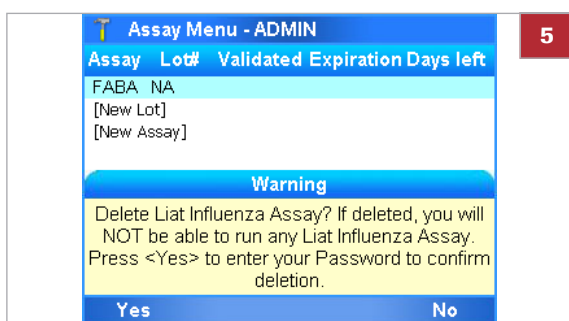 Assay Menu - ADMIN
5
Assay Lot# Validated Expiration Days left
FABA NA
[New Lot]
[New Assay]
Warning
Delete Liat Influenza Assay? If deleted, you will
NOT be able to run any Liat Influenza Assay.
Press <Yes> to enter your Password to confirm
deletion.
Yes No